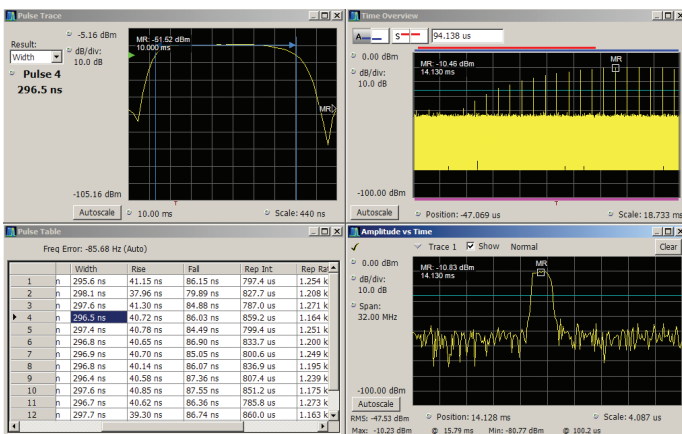 Pulse Trace
Result:
Width
Pulse 4
296.5 ns
-5.16 dBm
dB/div:
10.0 dB
MR: -51.52 dBm
10.000 ms
MR
-105.16 dBm
Autoscale
10.00 ms
T
Scale: 440 ns
Time Overview
A
S
94.138 us
0.00 dBm
dB/div:
10.0 dB
MR: -10.46 dBm
14.130 ms
MR
-100.00 dBm
T
Autoscale
Position: -47.069 us
Scale: 18.733 ms
Pulse Table
Freq Error: -85.68 Hz (Auto)
Width Rise Fall Rep Int Rep Ra
1 n 295.6 ns 41.15 ns 86.15 ns 797.4 us 1.254 k
2 n 298.1 ns 37.96 ns 79.89 ns 827.7 us 1.208 k
3 n 297.6 ns 41.30 ns 84.88 ns 787.0 us 1.271 k
4 n 296.5 ns 40.72 ns 86.03 ns 859.2 us 1.164 k
5 n 297.4 ns 40.78 ns 84.49 ns 799.4 us 1.251 k
6 n 296.8 ns 40.65 ns 86.90 ns 833.7 us 1.200 k
7 n 296.9 ns 40.70 ns 85.05 ns 800.6 us 1.249 k
8 n 296.8 ns 40.14 ns 86.07 ns 836.9 us 1.195 k
9 n 296.4 ns 40.58 ns 87.36 ns 807.4 us 1.239 k
10 n 297.6 ns 40.85 ns 87.55 ns 851.2 us 1.175 k
11 n 296.7 ns 40.62 ns 86.36 ns 785.8 us 1.273 k
12 n 297.7 ns 39.30 ns 86.74 ns 860.0 us 1.163 k
Amplitude vs Time
Trace 1 Show Normal Clear
0.00 dBm
dB/div:
10.0 dB
Span:
32.00 MHz
MR: -10.83 dBm
14.130 ms
MR
-100.00 dBm
Autoscale
RMS: -47.53 dBm Position: 14.128 ms Scale: 4.087 us
Max: -10.23 dBm @ 15.79 ms Min: -80.77 dBm @ 100.2 us